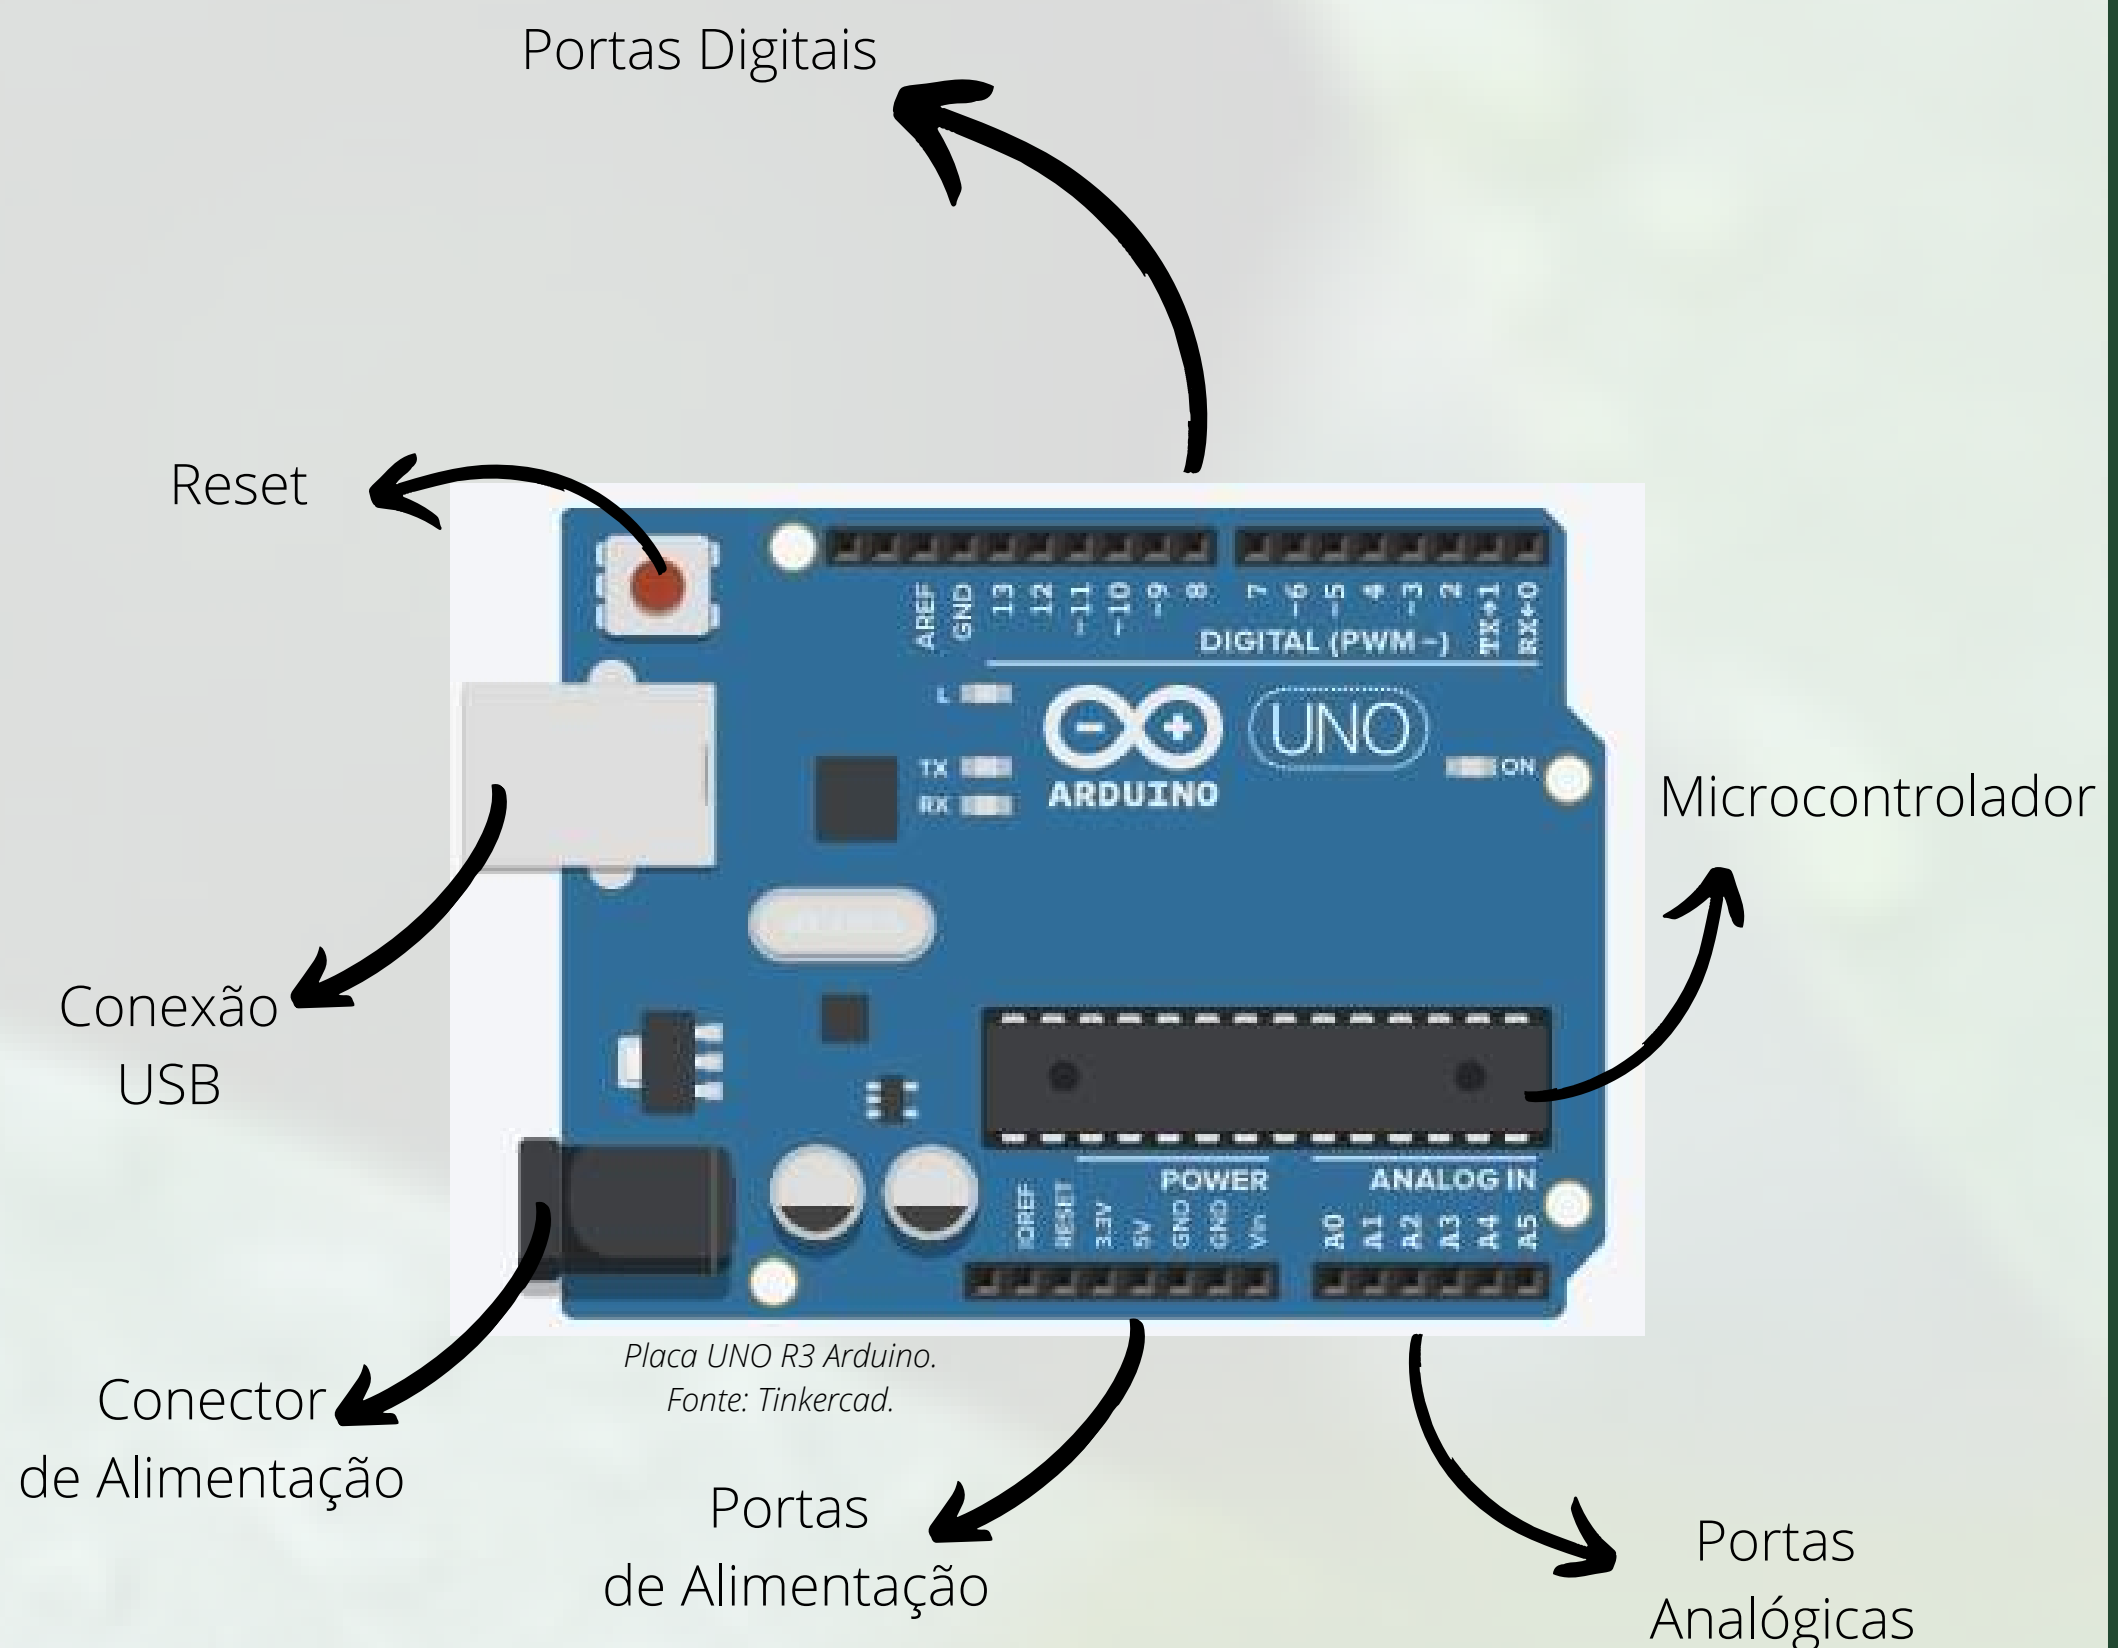 Portas Digitais
Reset
AREF
GND
13
12
~11
~10
~9
8
7
~6
~5
4
~3
2
TX→1
RX←0
DIGITAL (PWM~)
L
TX
RX
ARDUINO
UNO
ON
Microcontrolador
Conexão
USB
POWER
ANALOG IN
IOREF
RESET
3.3V
5V
GND
GND
Vin
A0
A1
A2
A3
A4
A5
Placa UNO R3 Arduino.
Fonte: Tinkercad.
Conector
de Alimentação
Portas
de Alimentação
Portas
Analógicas